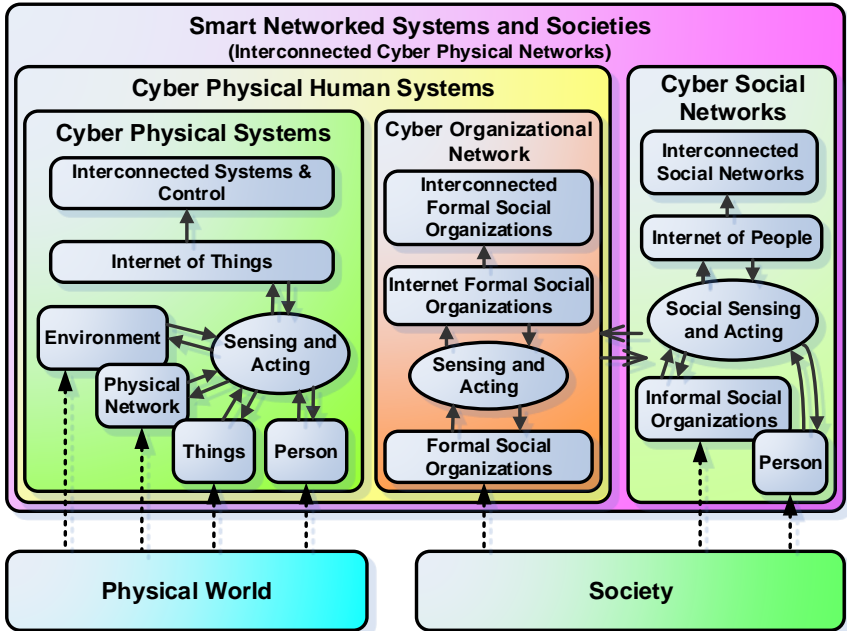 Smart Networked Systems and Societies
(Interconnected Cyber Physical Networks)
Cyber Physical Human Systems
Cyber Physical Systems
Interconnected Systems &
Control
Internet of Things
Environment
Sensing and
Acting
Physical
Network
Things
Person
Cyber Organizational
Network
Interconnected
Formal Social
Organizations
Internet Formal Social
Organizations
Sensing and
Acting
Formal Social
Organizations
Cyber Social
Networks
Interconnected
Social Networks
Internet of People
Social Sensing
and Acting
Informal Social
Organizations
Person
Physical World
Society